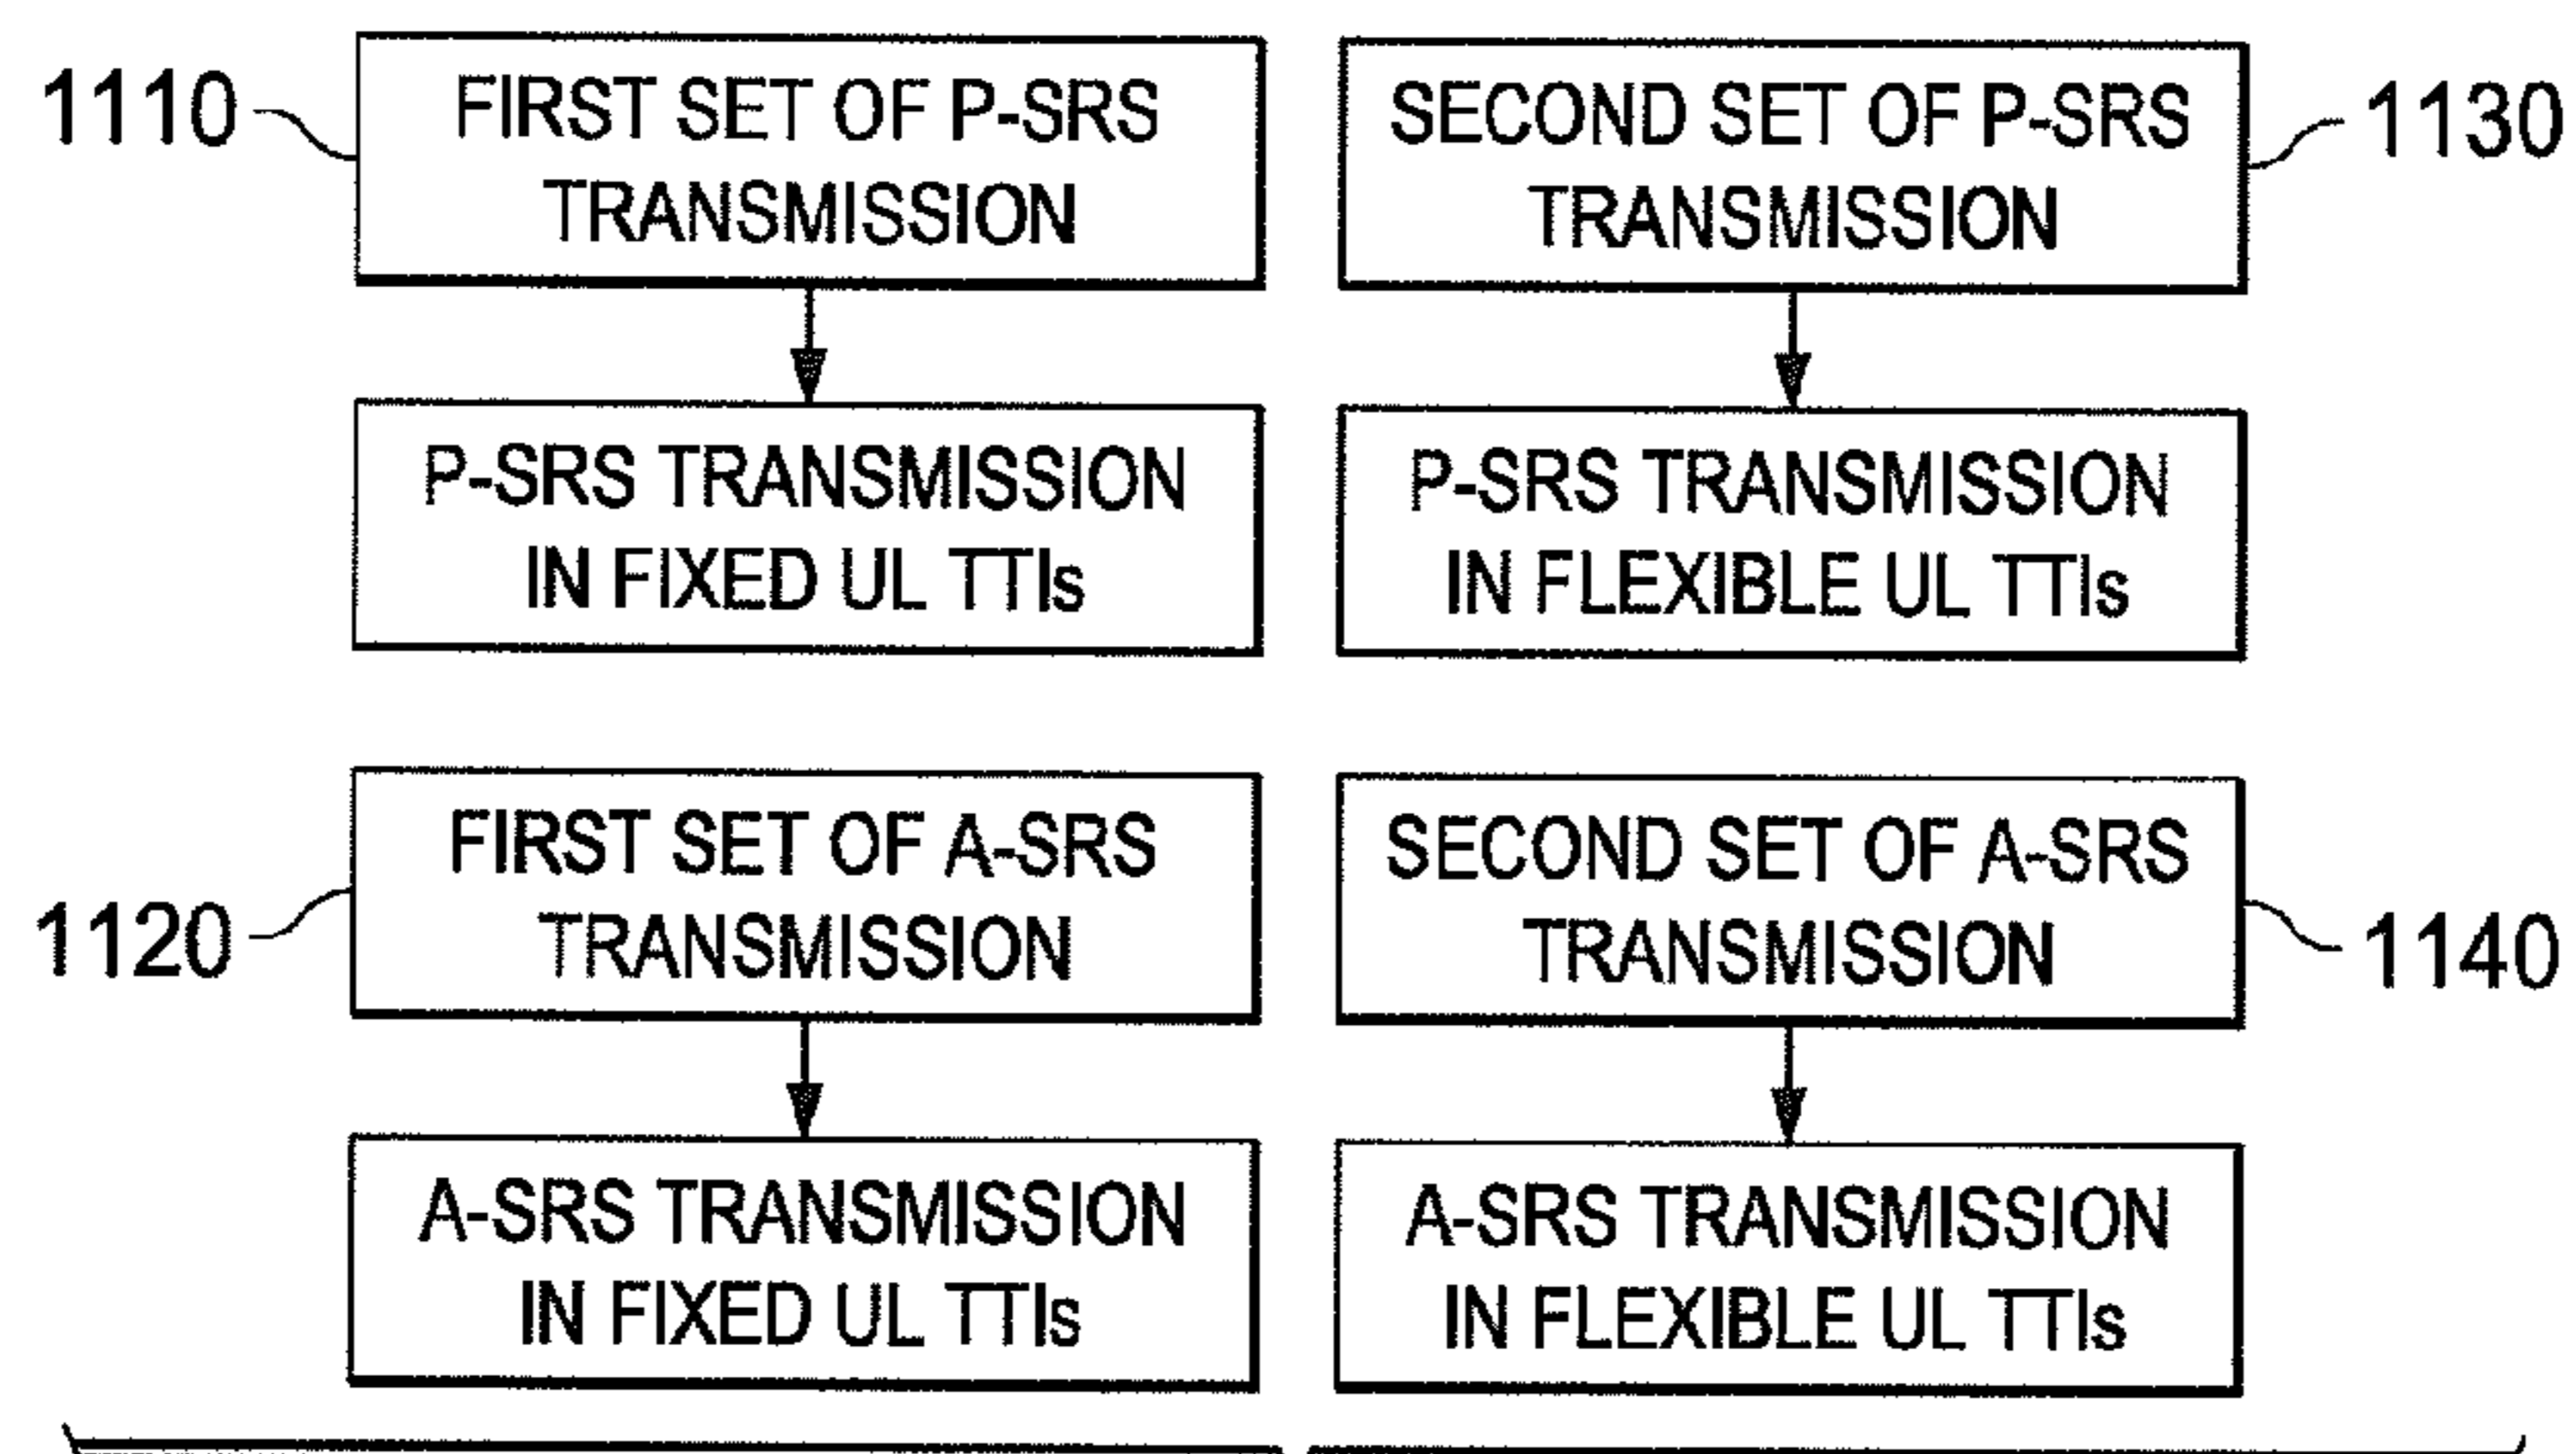 1110
FIRST SET OF P-SRS
TRANSMISSION
P-SRS TRANSMISSION
IN FIXED UL TTIs
SECOND SET OF P-SRS
TRANSMISSION
1130
P-SRS TRANSMISSION
IN FLEXIBLE UL TTIs
1120
FIRST SET OF A-SRS
TRANSMISSION
A-SRS TRANSMISSION
IN FIXED UL TTIs
SECOND SET OF A-SRS
TRANSMISSION
1140
A-SRS TRANSMISSION
IN FLEXIBLE UL TTIs